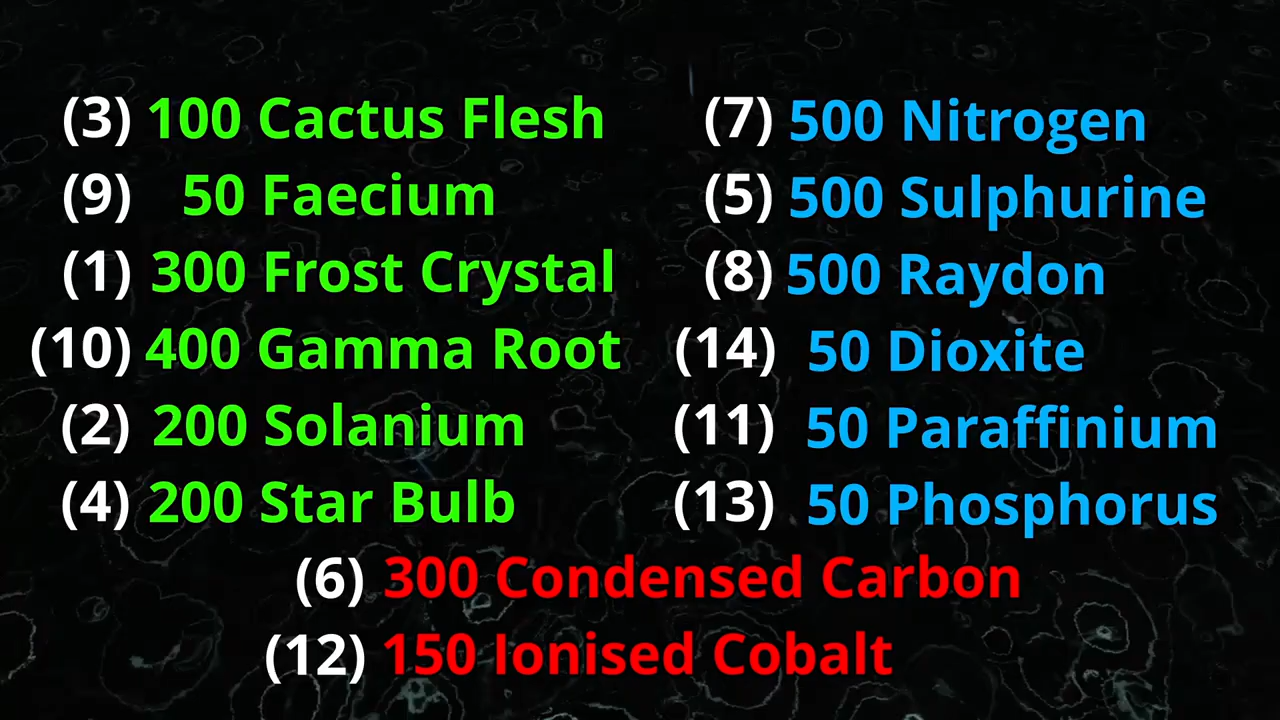 (3) 100 Cactus Flesh
(9) 50 Faecium
(1) 300 Frost Crystal
(10) 400 Gamma Root
(2) 200 Solanium
(4) 200 Star Bulb
(7) 500 Nitrogen
(5) 500 Sulphurine
(8) 500 Raydon
(14) 50 Dioxite
(11) 50 Paraffinium
(13) 50 Phosphorus
(6) 300 Condensed Carbon
(12) 150 Ionised Cobalt